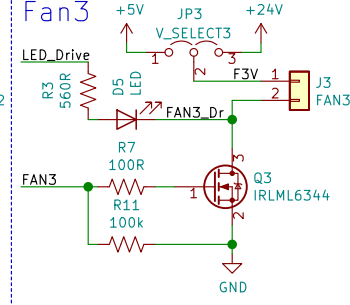 Fan3
+5V
JP3
+24V
V_SELECT3
LED_Drive
1
3
2
F3V
1
J3
2
FAN3
R3
560R
D5
LED
FAN3_Dr
R7
100R
3
FAN3
1
Q3
IRLML6344
R11
100k
2
GND